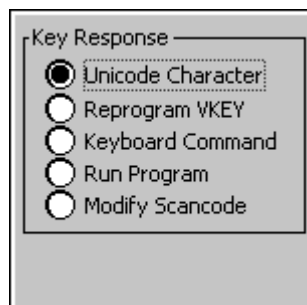 Key Response
Unicode Character
Reprogram VKEY
Keyboard Command
Run Program
Modify Scancode